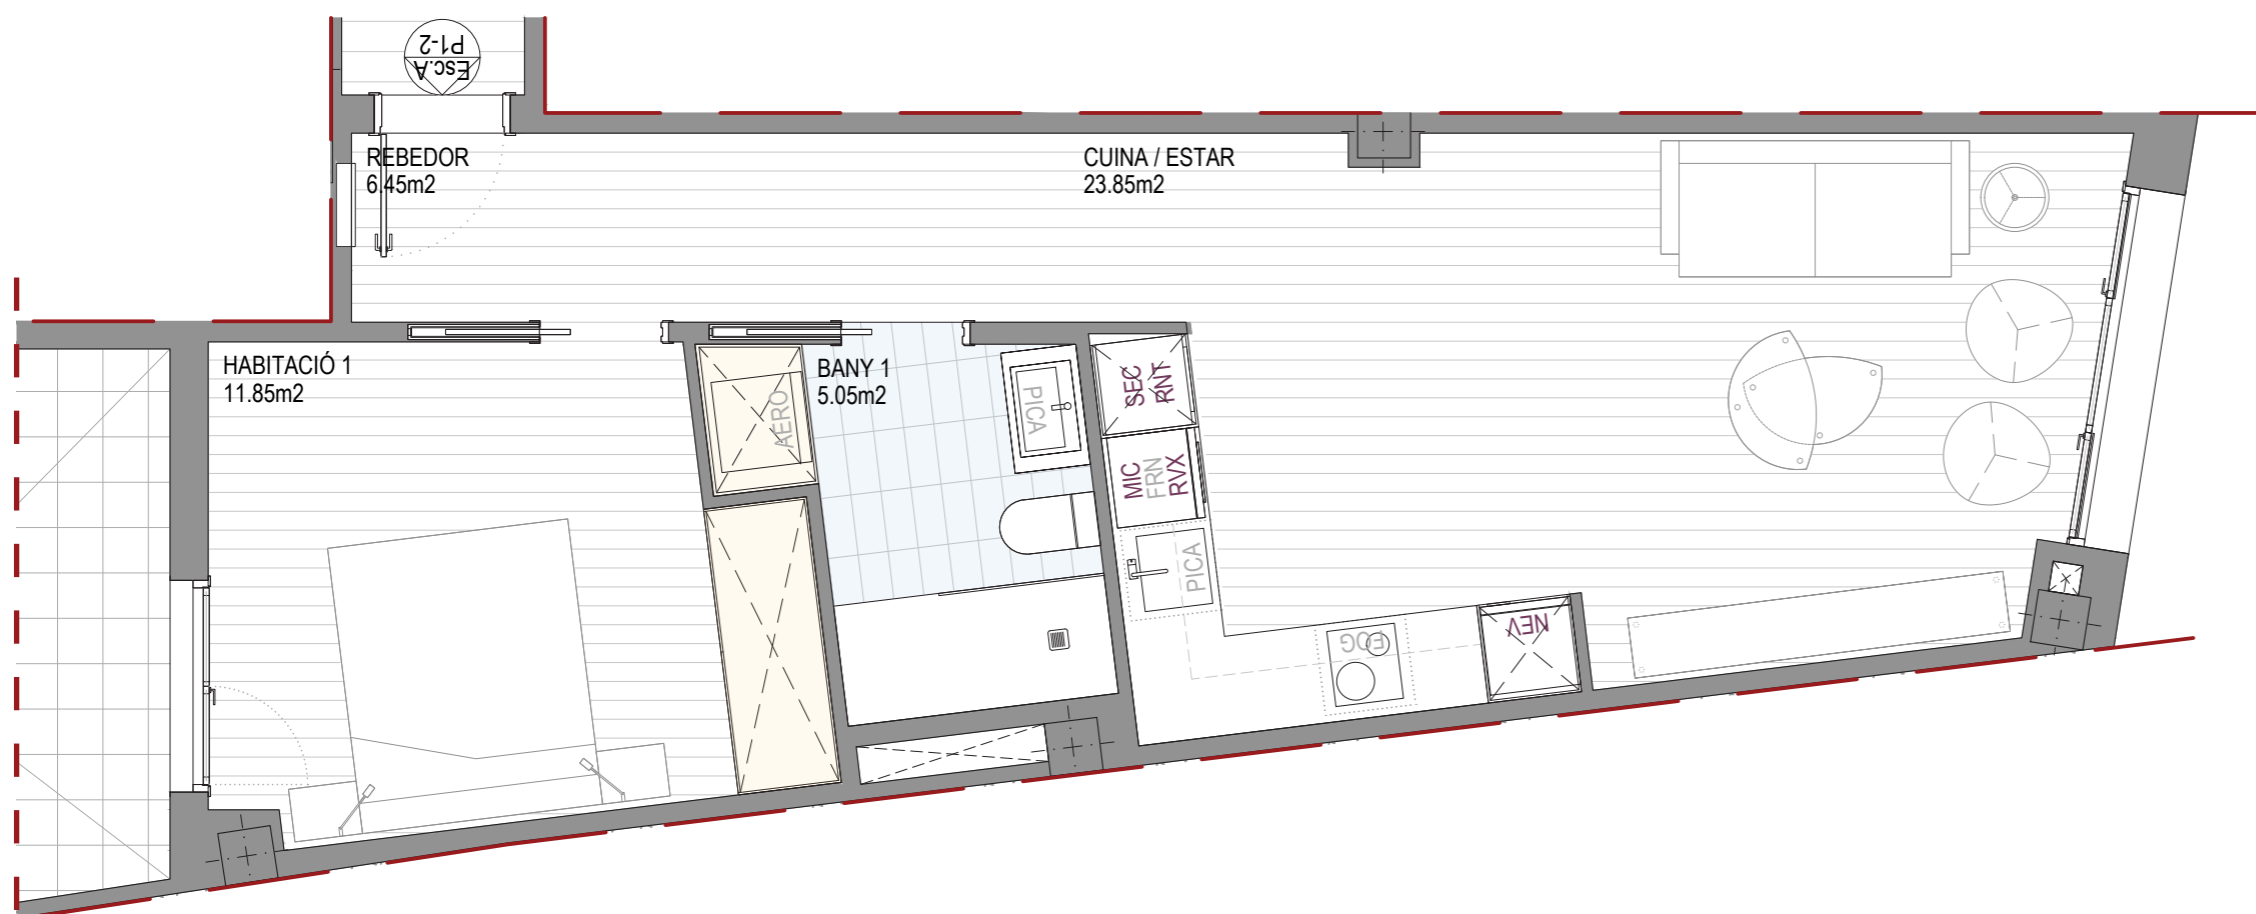 Esc.A
P1-2
REBEDOR
6.45m2
CUINA / ESTAR
23.85m2
HABITACIÓ 1
11.85m2
BANY 1
5.05m2
AERO
PICA
SEC
RNT
MIC
FRN
RVX
PICA
FOG
NEV